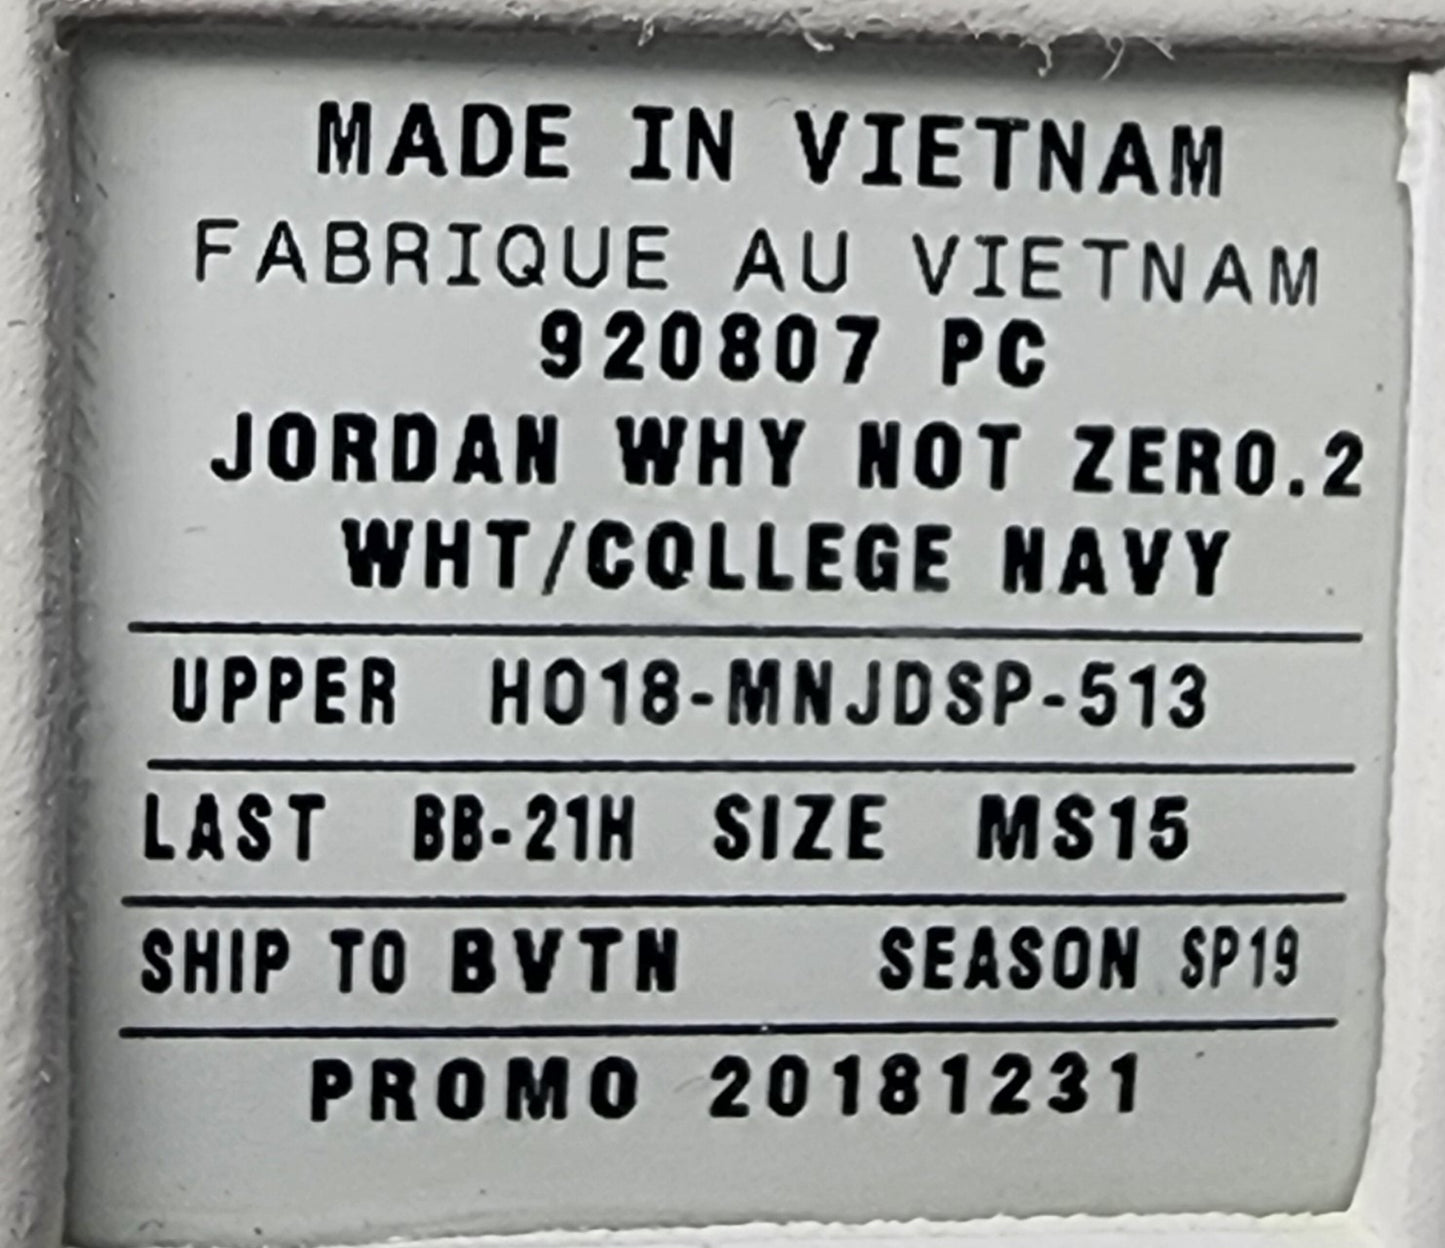 MADE IN VIETNAM
FABRIQUE AU VIETNAM
920807 PC
JORDAN WHY NOT ZER0.2
WHT/COLLEGE NAVY
UPPER HO18-MNJDSP-513
LAST BB-21H SIZE MS15
SHIP TO BVTN SEASON SP19
PROMO 20181231